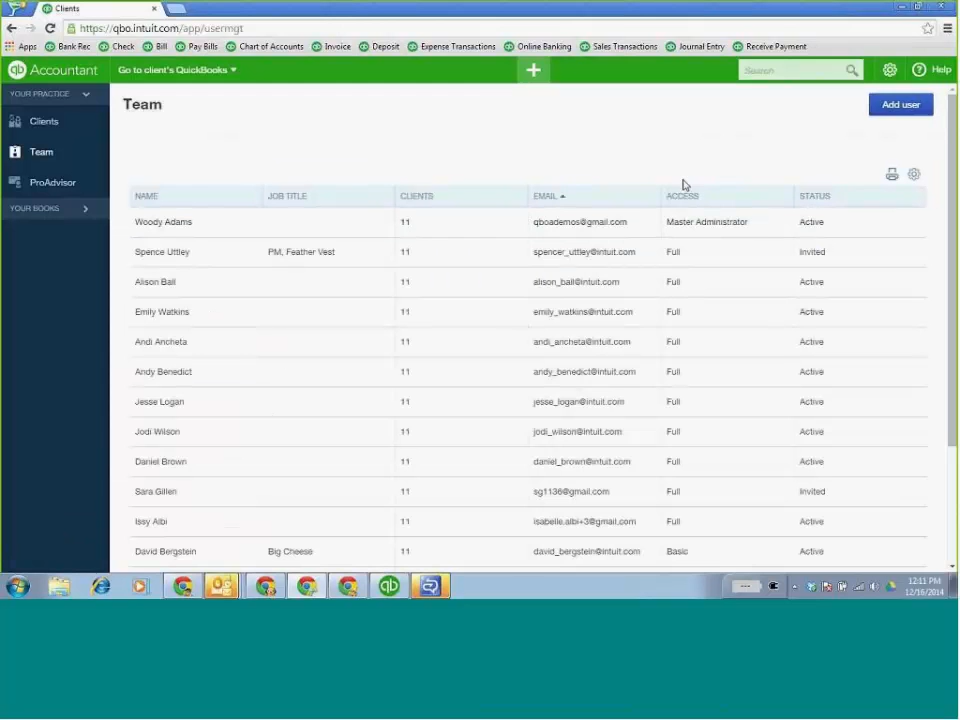 Clients
https://qbo.intuit.com/app/usermgt
Apps Bank Rec Check Bill Pay Bills Chart of Accounts Invoice Deposit Expense Transactions Online Banking Sales Transactions Journal Entry Receive Payment
qb Accountant Go to client's QuickBooks Search Help
YOUR PRACTICE
Clients
Team
ProAdvisor
YOUR BOOKS
Team
Add user
NAME JOB TITLE CLIENTS EMAIL ACCESS STATUS
Woody Adams 11 qboademos@gmail.com Master Administrator Active
Spence Uttley PM, Feather Vest 11 spencer_uttley@intuit.com Full Invited
Alison Ball 11 alison_ball@intuit.com Full Active
Emily Watkins 11 emily_watkins@intuit.com Full Active
Andi Ancheta 11 andi_ancheta@intuit.com Full Active
Andy Benedict 11 andy_benedict@intuit.com Full Active
Jesse Logan 11 jesse_logan@intuit.com Full Active
Jodi Wilson 11 jodi_wilson@intuit.com Full Active
Daniel Brown 11 daniel_brown@intuit.com Full Active
Sara Gillen 11 sg1136@gmail.com Full Invited
Issy Albi 11 isabelle.albi+3@gmail.com Full Active
David Bergstein Big Cheese 11 david_bergstein@intuit.com Basic Active
12:11 PM
12/16/2014